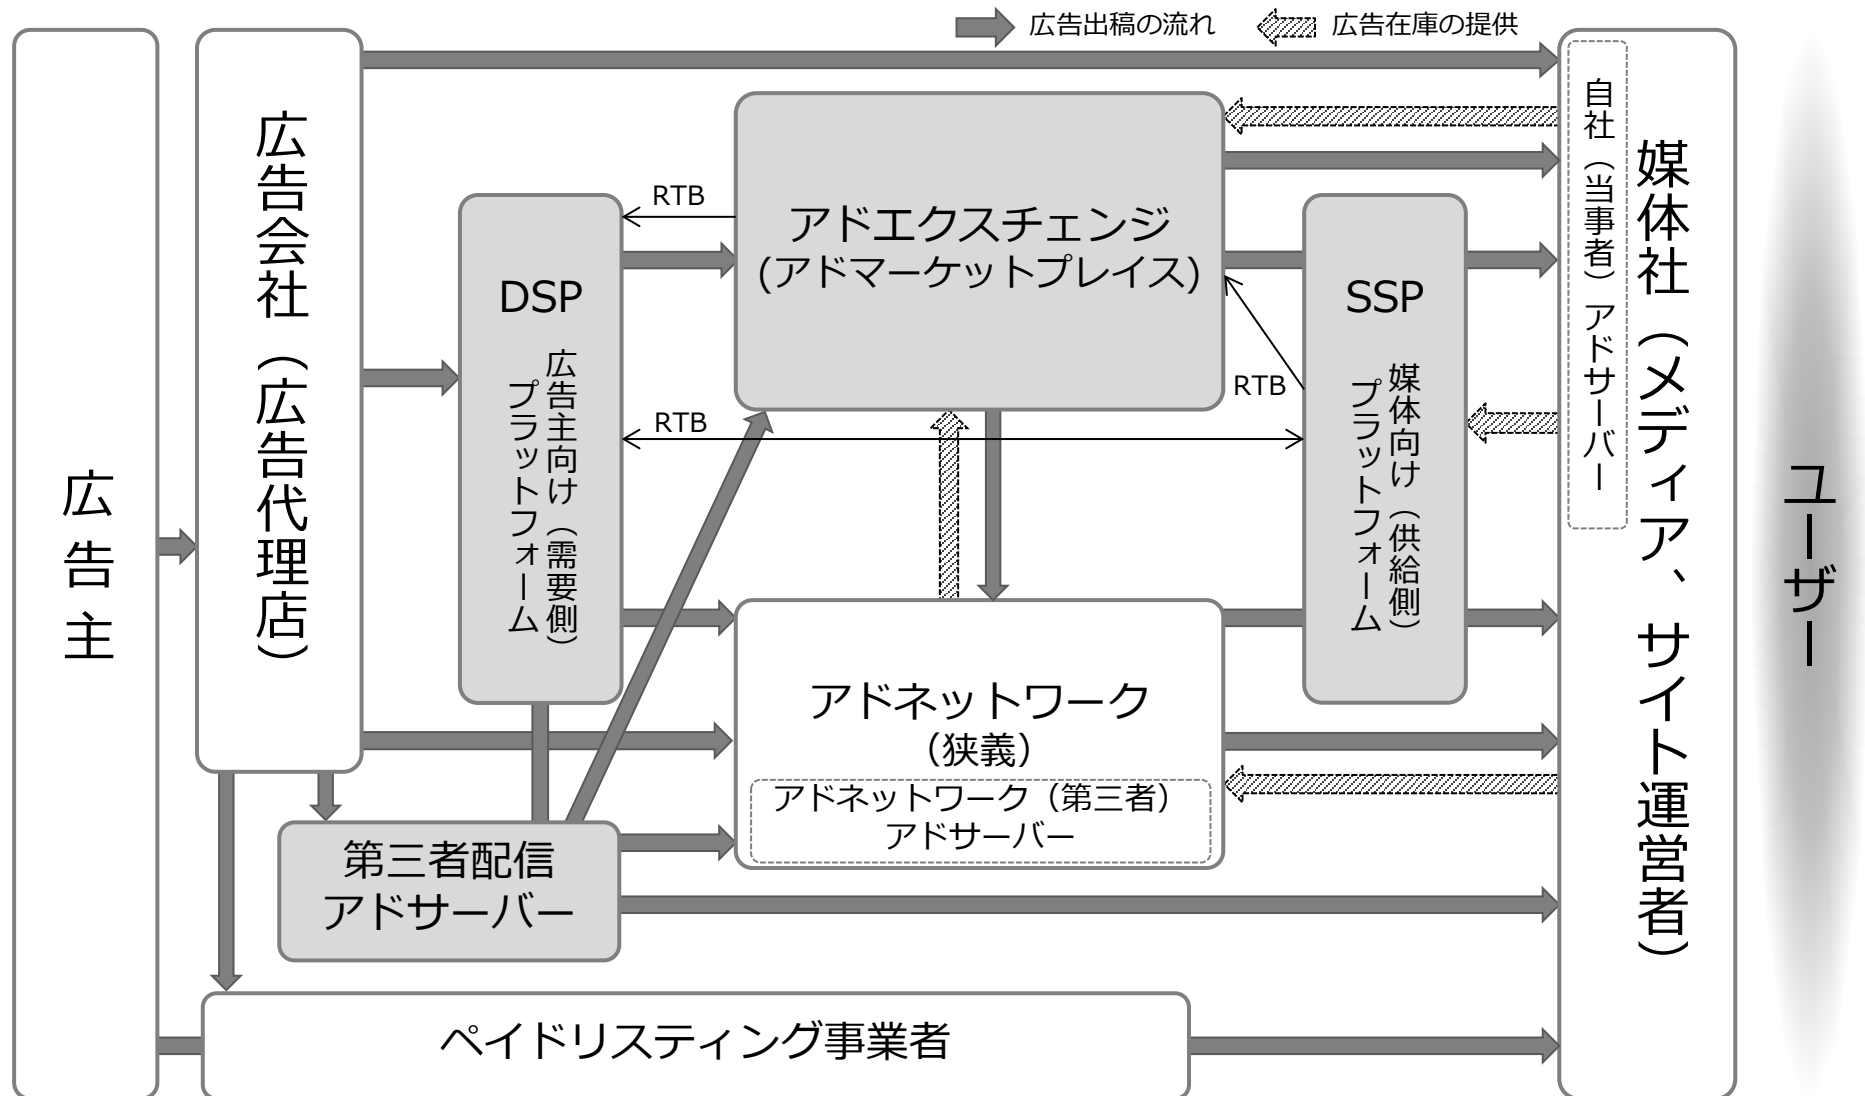 広告出稿の流れ
広告在庫の提供
広告主
広告会社（広告代理店）
DSP
広告主向け（需要側）
プラットフォーム
RTB
アドエクスチェンジ
(アドマーケットプレイス)
RTB
RTB
SSP
媒体向け（供給側）
プラットフォーム
自社（当事者）アドサーバー
媒体社（メディア、サイト運営者）
ユーザー
アドネットワーク
（狭義）
アドネットワーク（第三者）
アドサーバー
第三者配信
アドサーバー
ペイドリスティング事業者